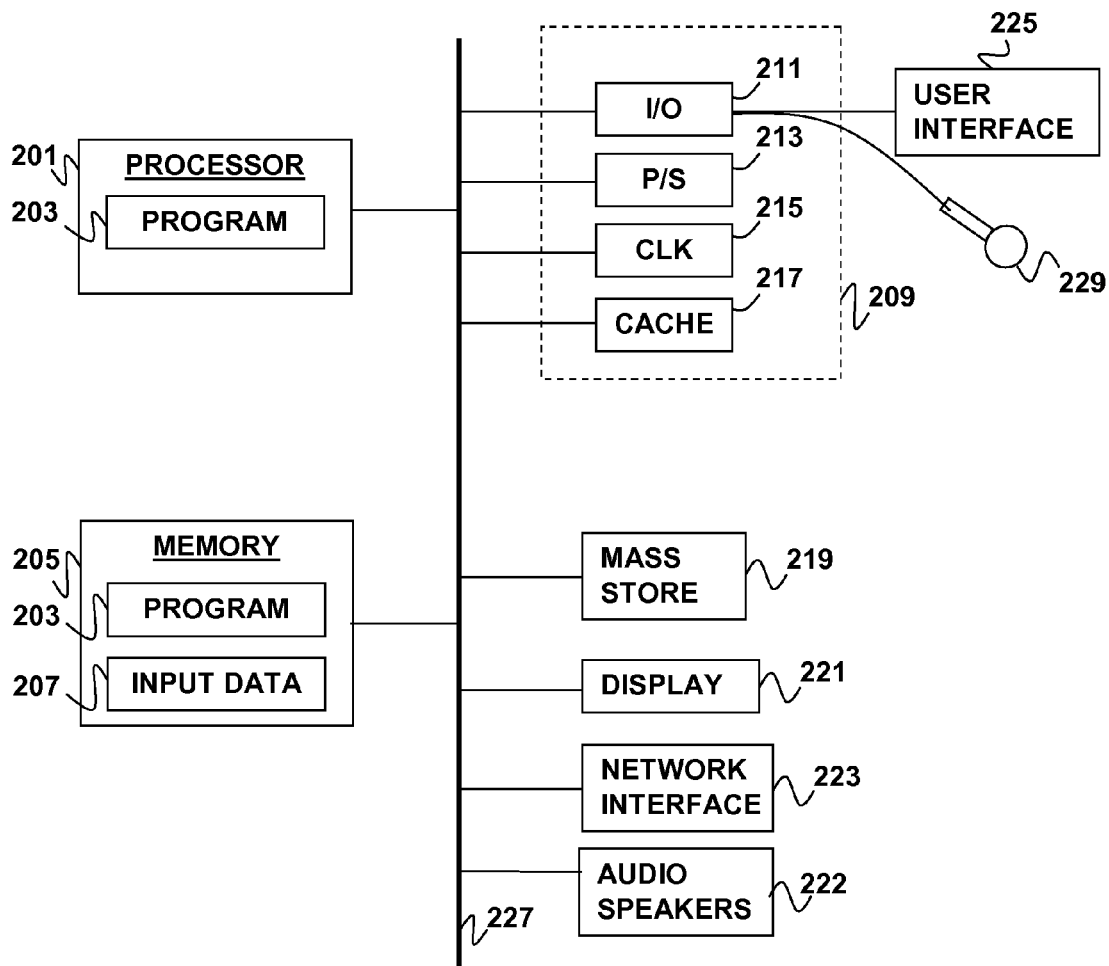 225
211
I/O
USER
INTERFACE
201
PROCESSOR
213
203
PROGRAM
P/S
215
CLK
229
217
209
CACHE
205
MEMORY
MASS
STORE
219
203
PROGRAM
207
INPUT DATA
DISPLAY
221
NETWORK
INTERFACE
223
AUDIO
SPEAKERS
222
227